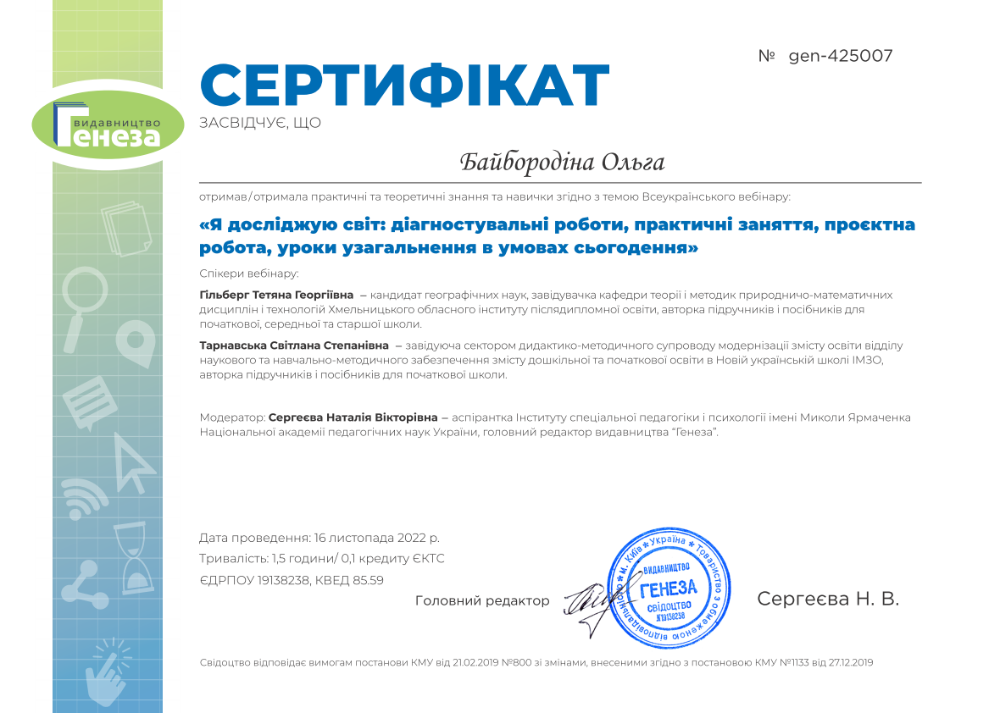 № gen-425007
СЕРТИФІКАТ
ЗАСВІДЧУЄ, ЩО
видавництво
Генеза
Байбородіна Ольга
отримав/отримала практичні та теоретичні знання та навички згідно з темою Всеукраїнського вебінару:
«Я досліджую світ: діагностувальні роботи, практичні заняття, проєктна
робота, уроки узагальнення в умовах сьогодення»
Спікери вебінару:
Гільберг Тетяна Георгіївна – кандидат географічних наук, завідувачка кафедри теорії і методик природничо-математичних
дисциплін і технологій Хмельницького обласного інституту післядипломної освіти, авторка підручників і посібників для
початкової, середньої та старшої школи.
Тарнавська Світлана Степанівна – завідуюча сектором дидактико-методичного супроводу модернізації змісту освіти відділу
наукового та навчально-методичного забезпечення змісту дошкільної та початкової освіти в Новій українській школі ІМЗО,
авторка підручників і посібників для початкової школи.
Модератор: Сергеєва Наталія Вікторівна – аспірантка Інституту спеціальної педагогіки і психології імені Миколи Ярмаченка
Національної академії педагогічних наук України, головний редактор видавництва “Генеза”.
Дата проведення: 16 листопада 2022 р.
Тривалість: 1,5 години/ 0,1 кредиту ЄКТС
ЄДРПОУ 19138238, КВЕД 85.59
Головний редактор
м. Київ * Україна * Товариство з обмеженою відповідальністю *
ВИДАВНИЦТВО
ГЕНЕЗА
СВІДОЦТВО
№19138238
Сергеєва Н. В.
Свідоцтво відповідає вимогам постанови КМУ від 21.02.2019 №800 зі змінами, внесеними згідно з постановою КМУ №1133 від 27.12.2019